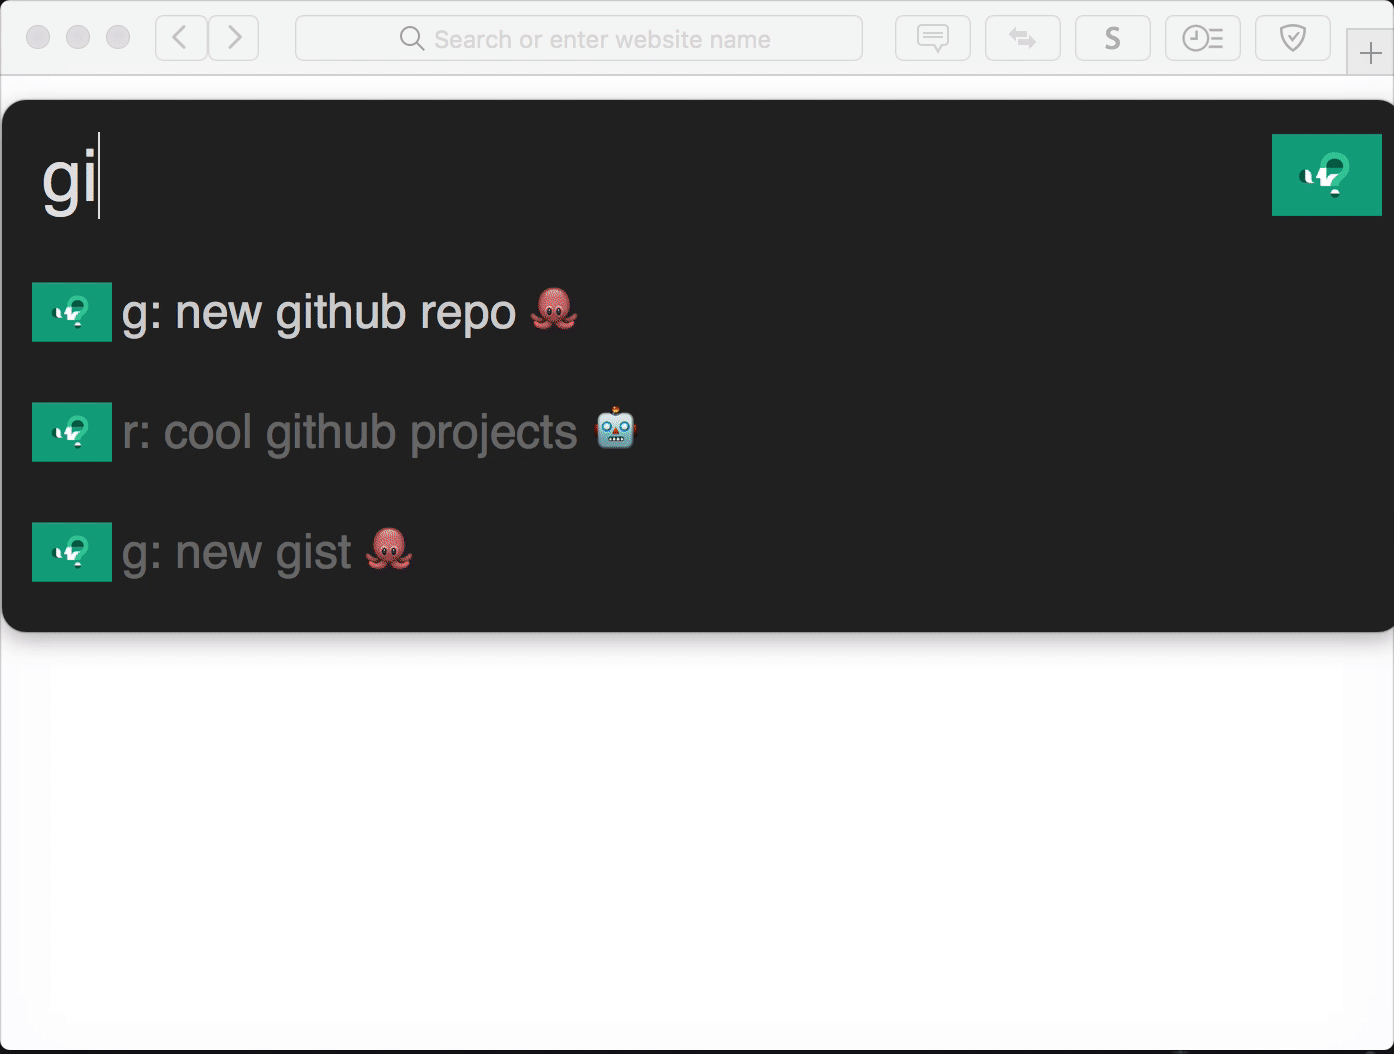 Search or enter website name
S
gi
g: new github repo 🐙
r: cool github projects 🤖
g: new gist 🐙